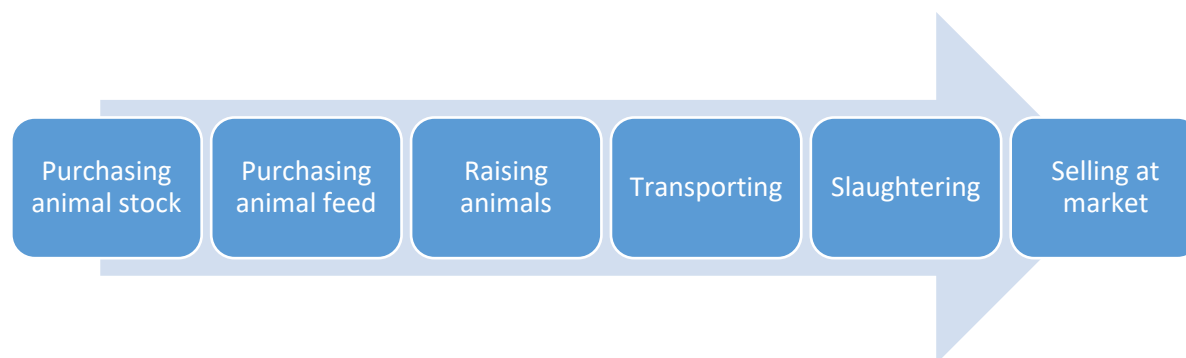 Purchasing
animal stock
Purchasing
animal feed
Raising
animals
Transporting
Slaughtering
Selling at
market